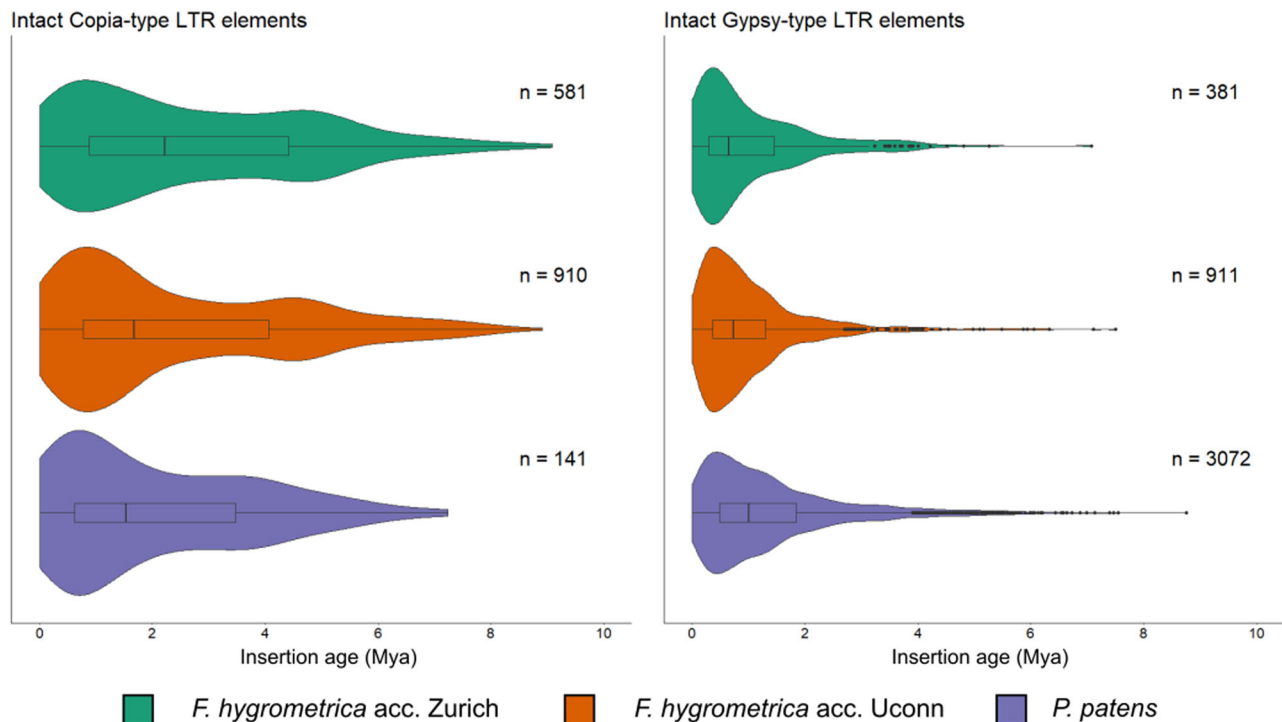 Intact Copia-type LTR elements
n = 581
n = 910
n = 141
0 2 4 6 8 10
Insertion age (Mya)
Intact Gypsy-type LTR elements
n = 381
n = 911
n = 3072
0 2 4 6 8 10
Insertion age (Mya)
F. hygrometrica acc. Zurich
F. hygrometrica acc. Uconn
P. patens